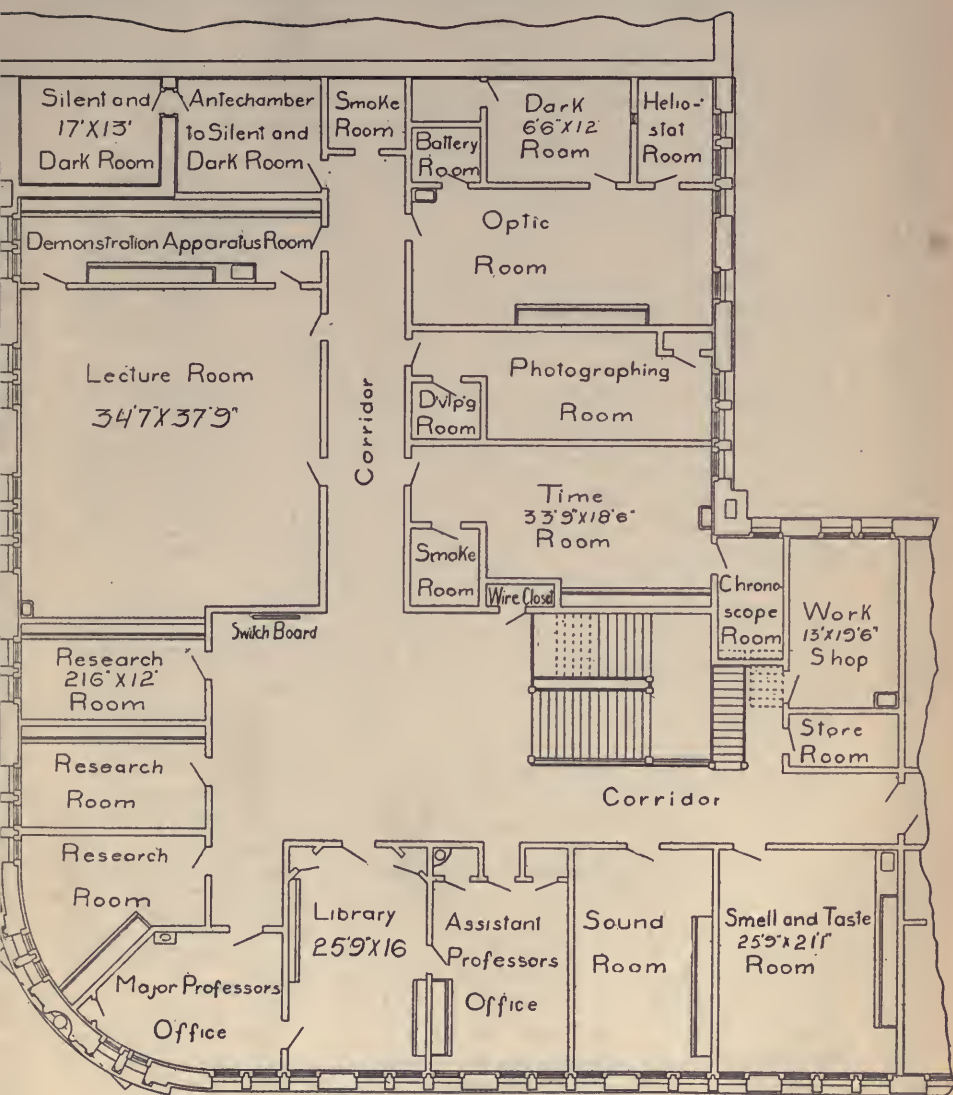 Silent and
17'X13'
Dark Room
Antechamber
to Silent and
Dark Room
Smoke
Room
Battery
Room
Dark
6'6"X12'
Room
Helio-
stat
Room
Demonstration Apparatus Room
Optic
Room
Lecture Room
34'7"X37'9"
Corridor
Photographing
Room
Dvlp'g
Room
Time
33'9"X18'6"
Room
Smoke
Room
Wire Closet
Chrono-
scope
Room
Work
13'X19'6"
Shop
Switch Board
Research
21'6"X12'
Room
Store
Room
Research
Room
Corridor
Research
Room
Library
25'9"X16
Assistant
Professors
Office
Sound
Room
Smell and Taste
25'9"X21'1"
Room
Major Professors
Office